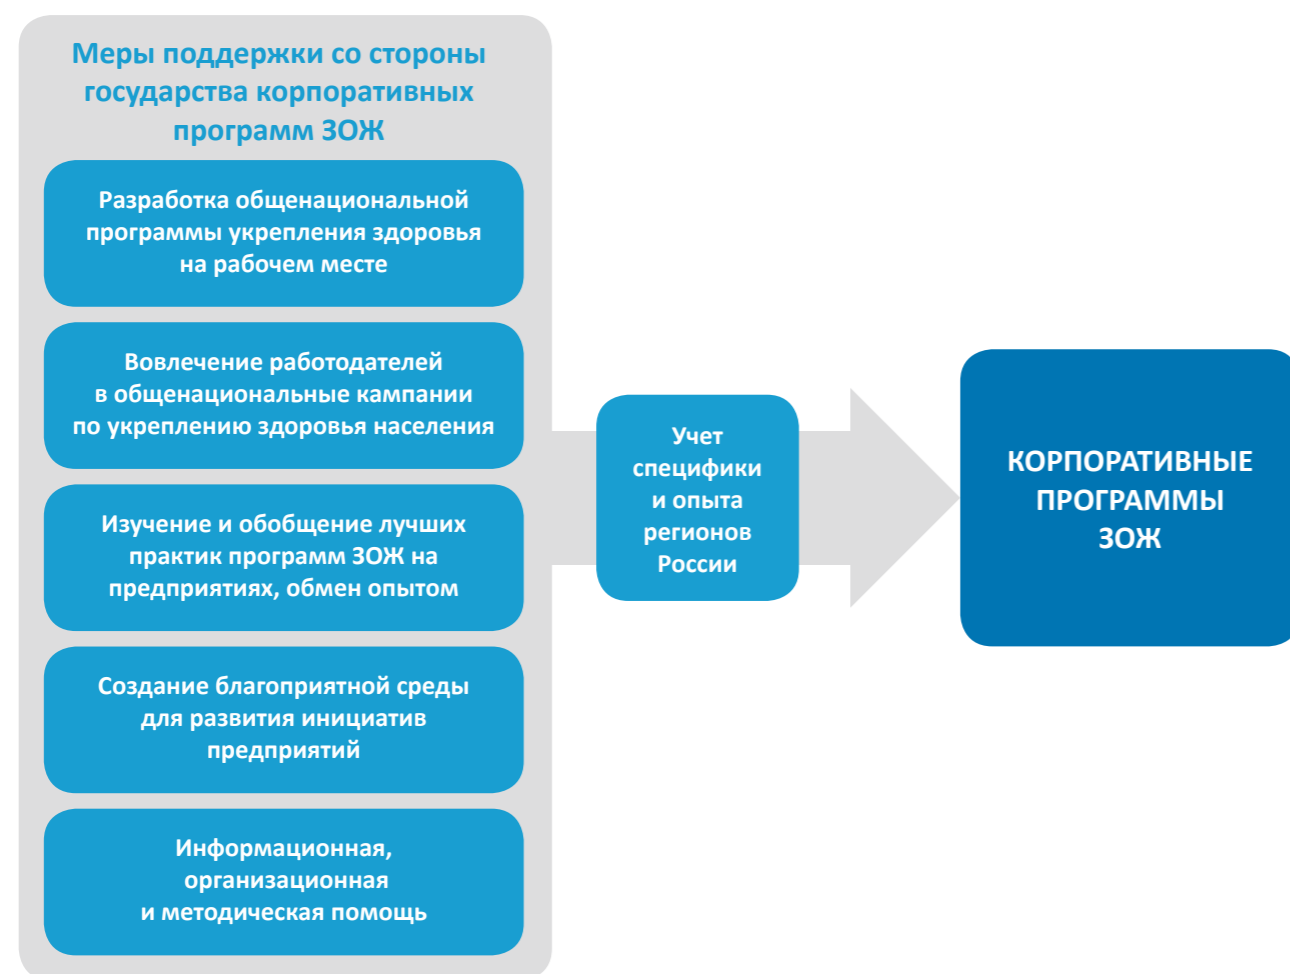 Меры поддержки со стороны
государства корпоративных
программ ЗОЖ
Разработка общенациональной
программы укрепления здоровья
на рабочем месте
Вовлечение работодателей
в общенациональные кампании
по укреплению здоровья населения
Изучение и обобщение лучших
практик программ ЗОЖ на
предприятиях, обмен опытом
Создание благоприятной среды
для развития инициатив
предприятий
Информационная,
организационная
и методическая помощь
Учет
специфики
и опыта
регионов
России
КОРПОРАТИВНЫЕ
ПРОГРАММЫ
ЗОЖ